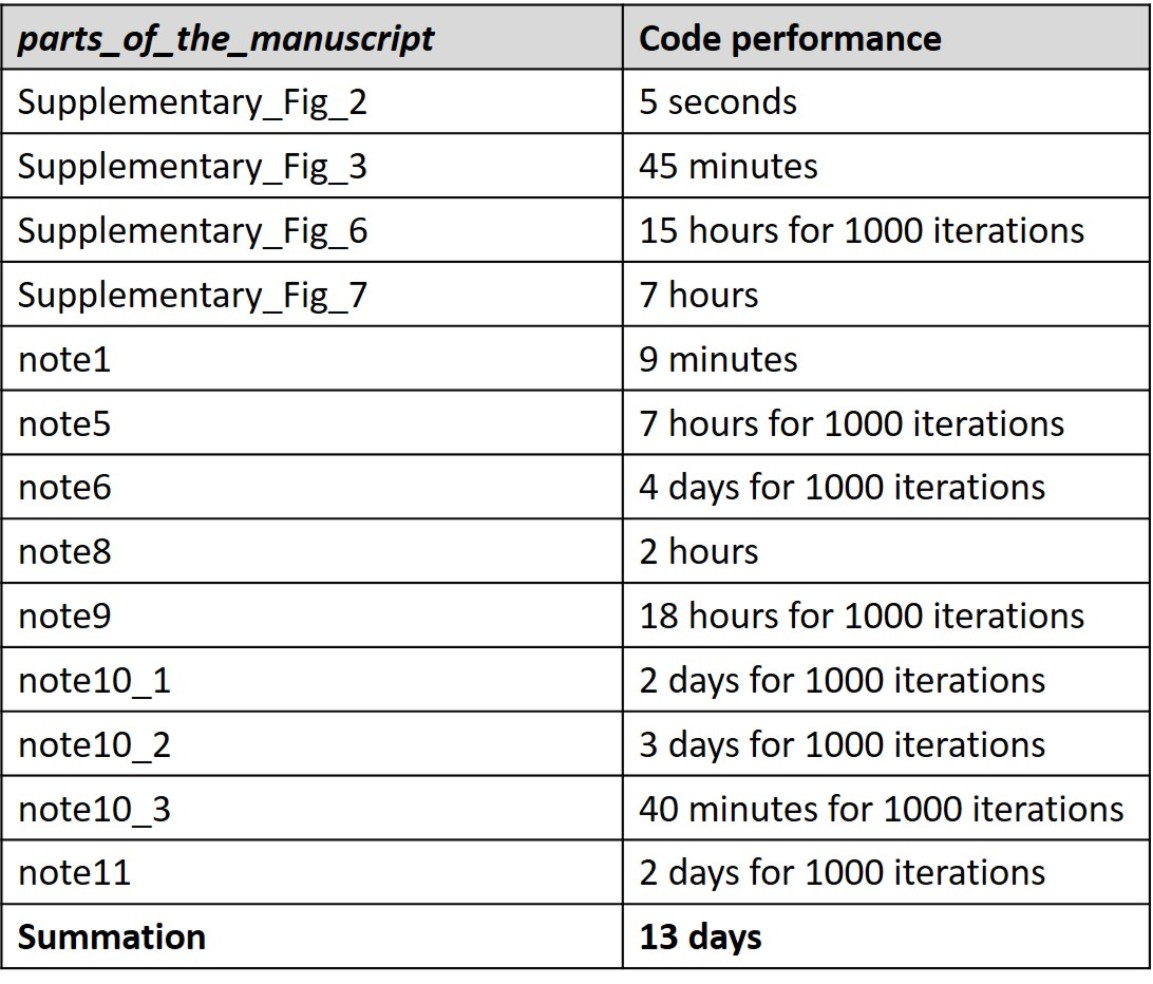 parts_of_the_manuscript Code performance
Supplementary_Fig_2 5 seconds
Supplementary_Fig_3 45 minutes
Supplementary_Fig_6 15 hours for 1000 iterations
Supplementary_Fig_7 7 hours
note1 9 minutes
note5 7 hours for 1000 iterations
note6 4 days for 1000 iterations
note8 2 hours
note9 18 hours for 1000 iterations
note10_1 2 days for 1000 iterations
note10_2 3 days for 1000 iterations
note10_3 40 minutes for 1000 iterations
note11 2 days for 1000 iterations
Summation 13 days